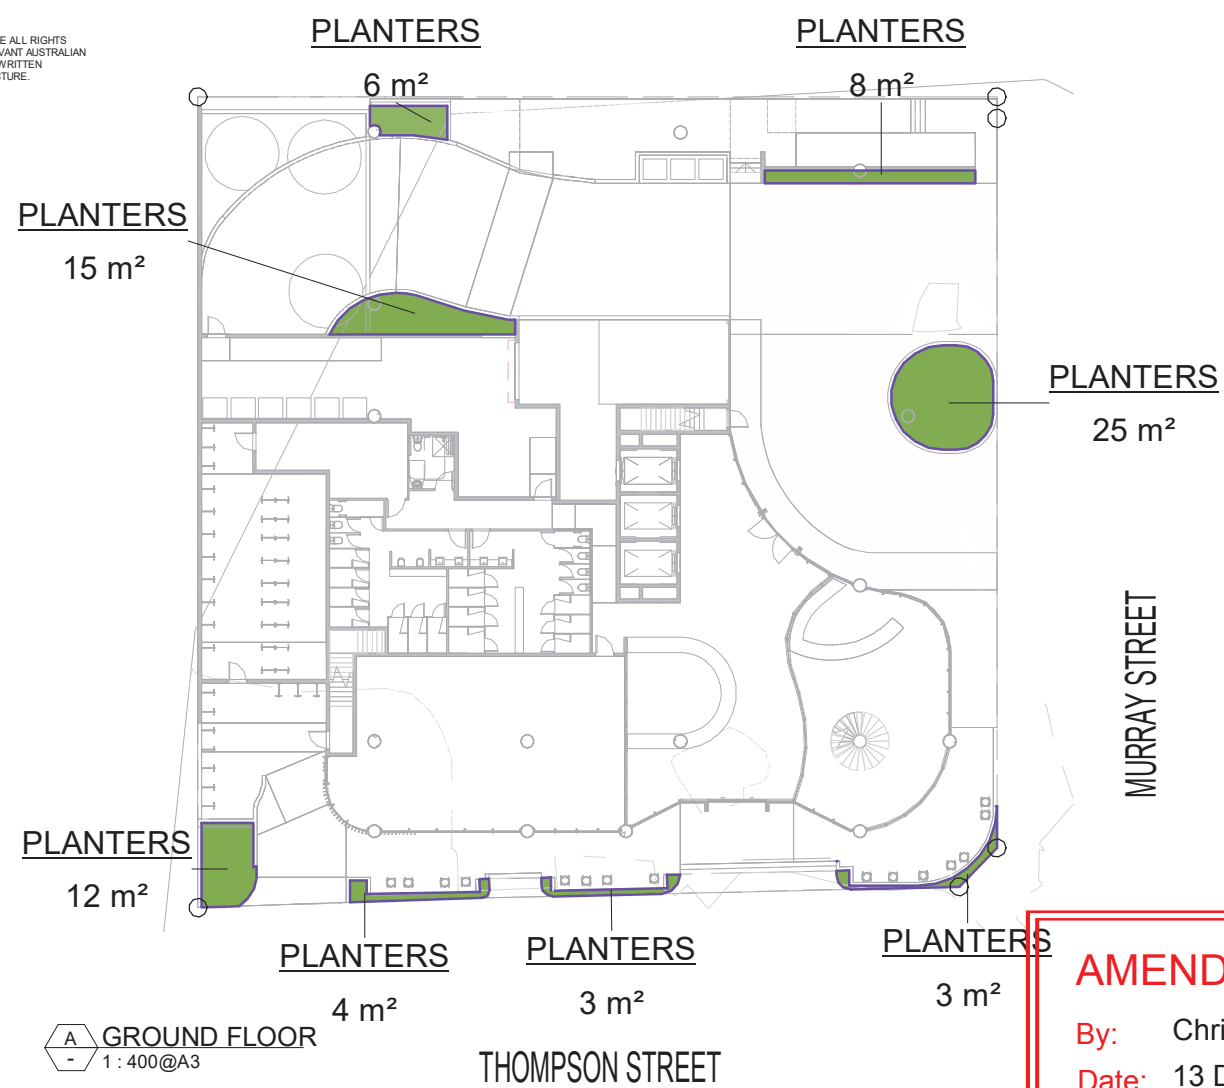 E ALL RIGHTS
VANT AUSTRALIAN
WRITTEN
CTURE.
PLANTERS
6 m²
PLANTERS
8 m²
PLANTERS
15 m²
PLANTERS
25 m²
MURRAY STREET
PLANTERS
12 m²
PLANTERS
4 m²
PLANTERS
3 m²
PLANTERS
3 m²
A
-
GROUND FLOOR
1 : 400@A3
THOMPSON STREET
AMEND
By: Chri
Date: 13 D